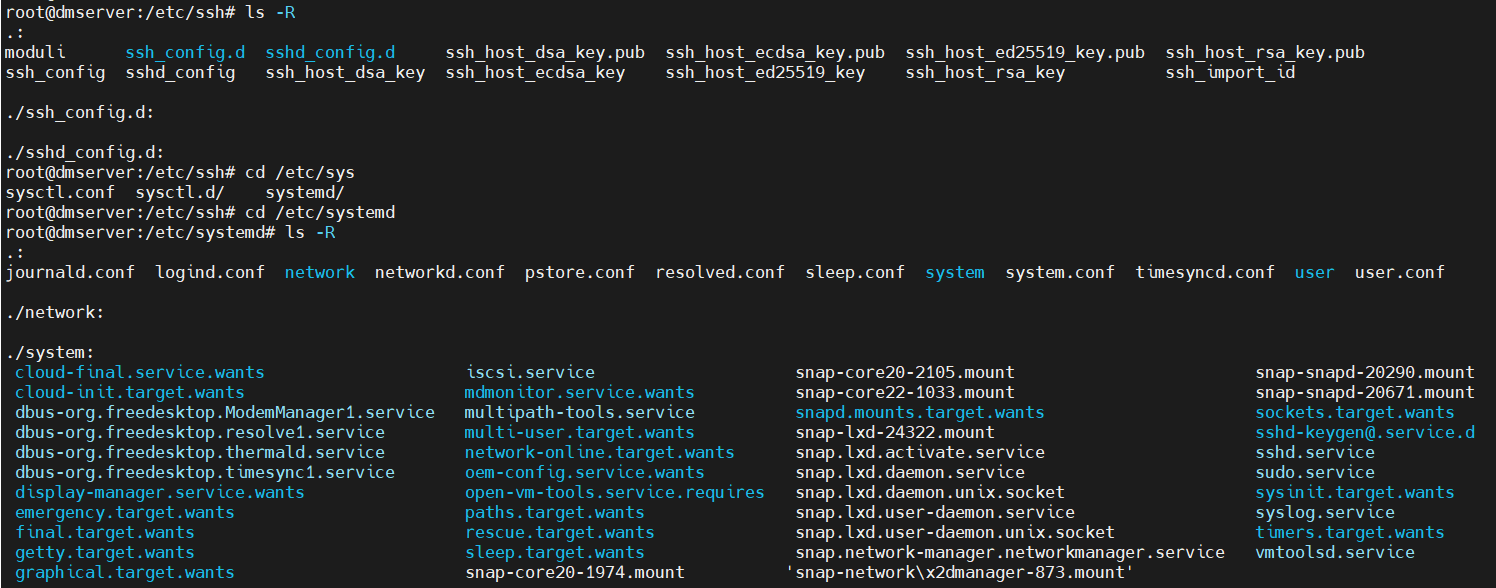 root@dmserver:/etc/ssh# ls -R
.:
moduli      ssh_config.d  sshd_config.d     ssh_host_dsa_key.pub  ssh_host_ecdsa_key.pub  ssh_host_ed25519_key.pub  ssh_host_rsa_key.pub
ssh_config  sshd_config   ssh_host_dsa_key  ssh_host_ecdsa_key    ssh_host_ed25519_key    ssh_host_rsa_key          ssh_import_id
./ssh_config.d:
./sshd_config.d:
root@dmserver:/etc/ssh# cd /etc/sys
sysctl.conf  sysctl.d/    systemd/
root@dmserver:/etc/ssh# cd /etc/systemd
root@dmserver:/etc/systemd# ls -R
.:
journald.conf  logind.conf  network  networkd.conf  pstore.conf  resolved.conf  sleep.conf  system  system.conf  timesyncd.conf  user  user.conf
./network:
./system:
cloud-final.service.wants                    iscsi.service                    snap-core20-2105.mount                        snap-snapd-20290.mount
cloud-init.target.wants                      mdmonitor.service.wants          snap-core22-1033.mount                        snap-snapd-20671.mount
dbus-org.freedesktop.ModemManager1.service   multipath-tools.service          snapd.mounts.target.wants                     sockets.target.wants
dbus-org.freedesktop.resolve1.service        multi-user.target.wants          snap-lxd-24322.mount                          sshd-keygen@.service.d
dbus-org.freedesktop.thermald.service        network-online.target.wants      snap.lxd.activate.service                     sshd.service
dbus-org.freedesktop.timesync1.service       oem-config.service.wants         snap.lxd.daemon.service                       sudo.service
display-manager.service.wants                open-vm-tools.service.requires   snap.lxd.daemon.unix.socket                   sysinit.target.wants
emergency.target.wants                       paths.target.wants               snap.lxd.user-daemon.service                  syslog.service
final.target.wants                           rescue.target.wants              snap.lxd.user-daemon.unix.socket              timers.target.wants
getty.target.wants                           sleep.target.wants               snap.network-manager.networkmanager.service   vmtoolsd.service
graphical.target.wants                       snap-core20-1974.mount          'snap-network\x2dmanager-873.mount'